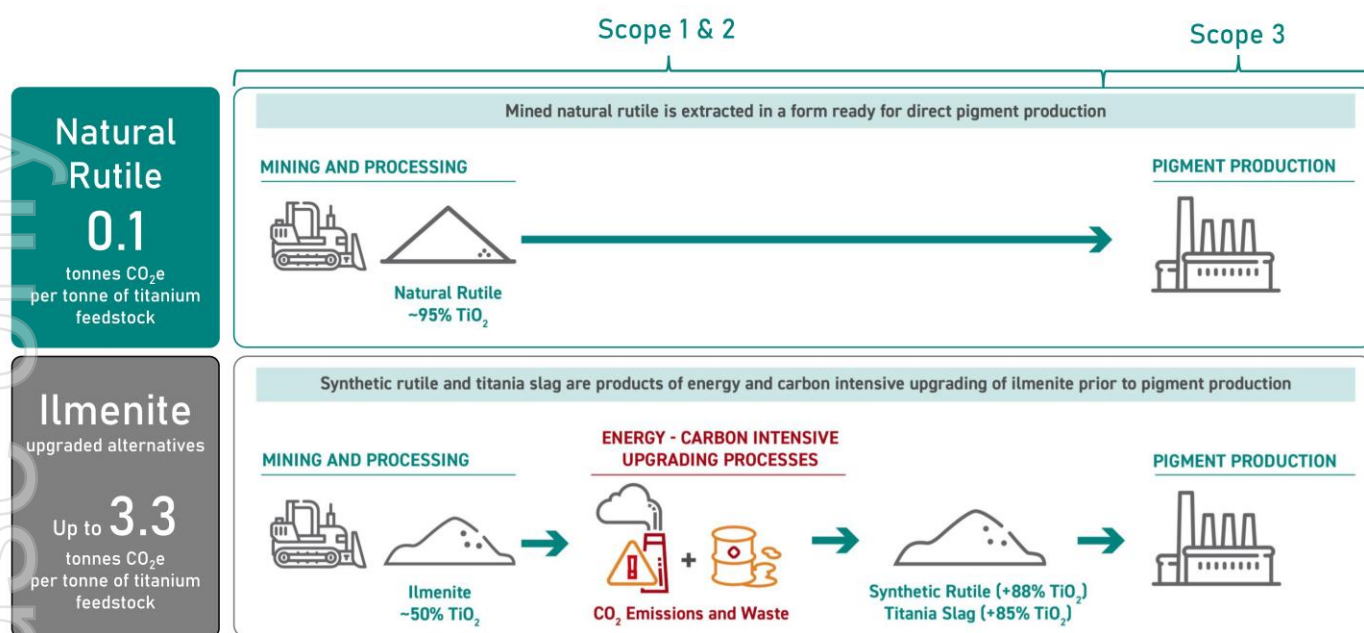 Scope 1 & 2
Scope 3
Natural
Rutile
0.1
tonnes CO₂e
per tonne of titanium
feedstock
Mined natural rutile is extracted in a form ready for direct pigment production
MINING AND PROCESSING
PIGMENT PRODUCTION
Natural Rutile
~95% TiO₂
Ilmenite
upgraded alternatives
Up to 3.3
tonnes CO₂e
per tonne of titanium
feedstock
Synthetic rutile and titania slag are products of energy and carbon intensive upgrading of ilmenite prior to pigment production
MINING AND PROCESSING
ENERGY - CARBON INTENSIVE
UPGRADING PROCESSES
PIGMENT PRODUCTION
!
+
Ilmenite
~50% TiO₂
CO₂ Emissions and Waste
Synthetic Rutile (+88% TiO₂)
Titania Slag (+85% TiO₂)